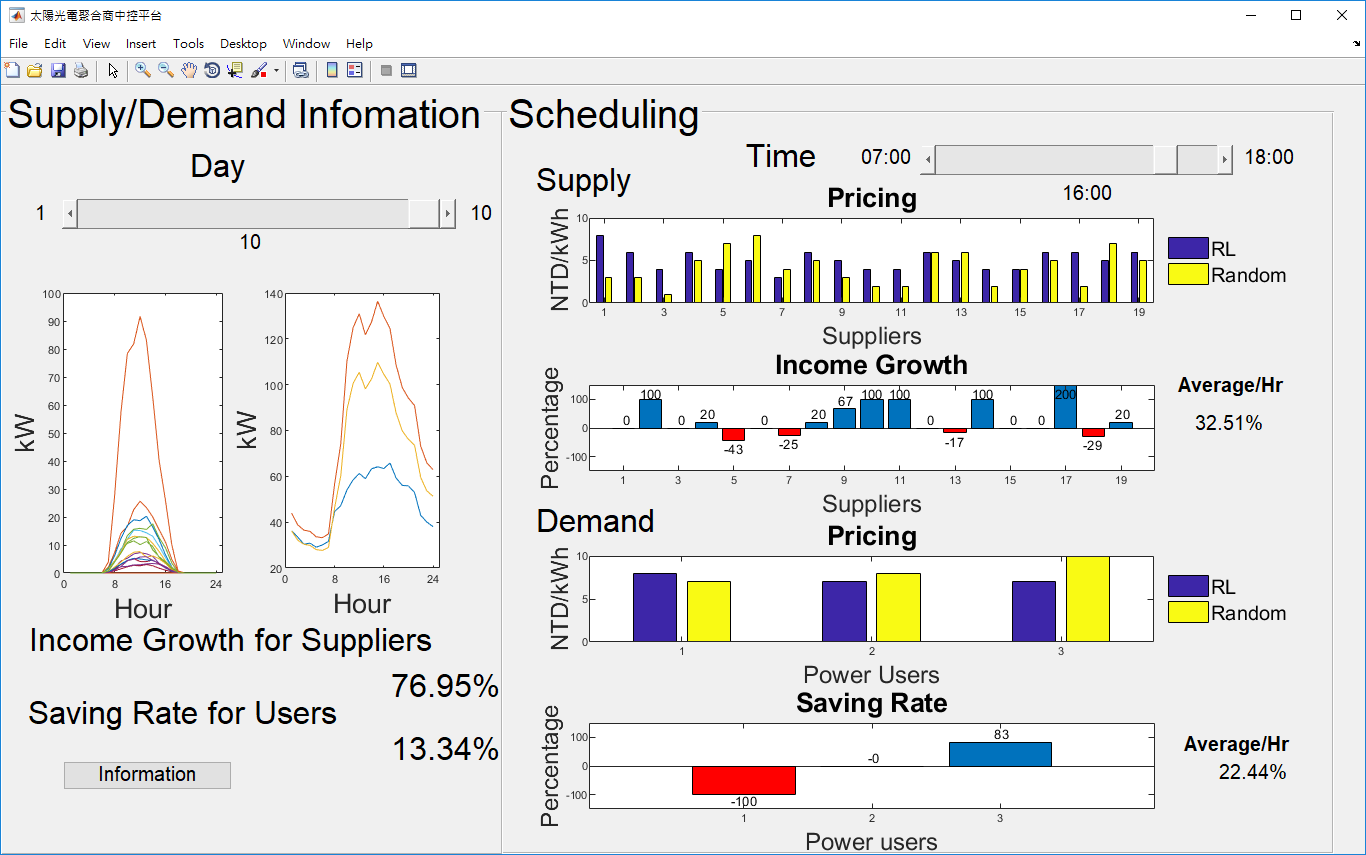 太陽光電聚合商中控平台
File Edit View Insert Tools Desktop Window Help
Supply/Demand Infomation
Day
1 10
10
100
90
80
70
60
50
40
30
20
10
0
kW
0 8 16 24
Hour
140
120
100
80
60
40
20
kW
0 8 16 24
Hour
Income Growth for Suppliers
76.95%
Saving Rate for Users
13.34%
Information
Scheduling
Time 07:00 18:00
16:00
Supply
Pricing
NTD/kWh
10
5
0
1 3 5 7 9 11 13 15 17 19
Suppliers
RL
Random
Income Growth
Percentage
100
0
-100
0 100 0 20 -43 0 -25 20 67 100 100 0 -17 100 0 0 200 -29 20
1 3 5 7 9 11 13 15 17 19
Suppliers
Average/Hr
32.51%
Demand
Pricing
NTD/kWh
10
5
0
1 2 3
Power Users
RL
Random
Saving Rate
Percentage
100
0
-100
-100 -0 83
1 2 3
Power users
Average/Hr
22.44%